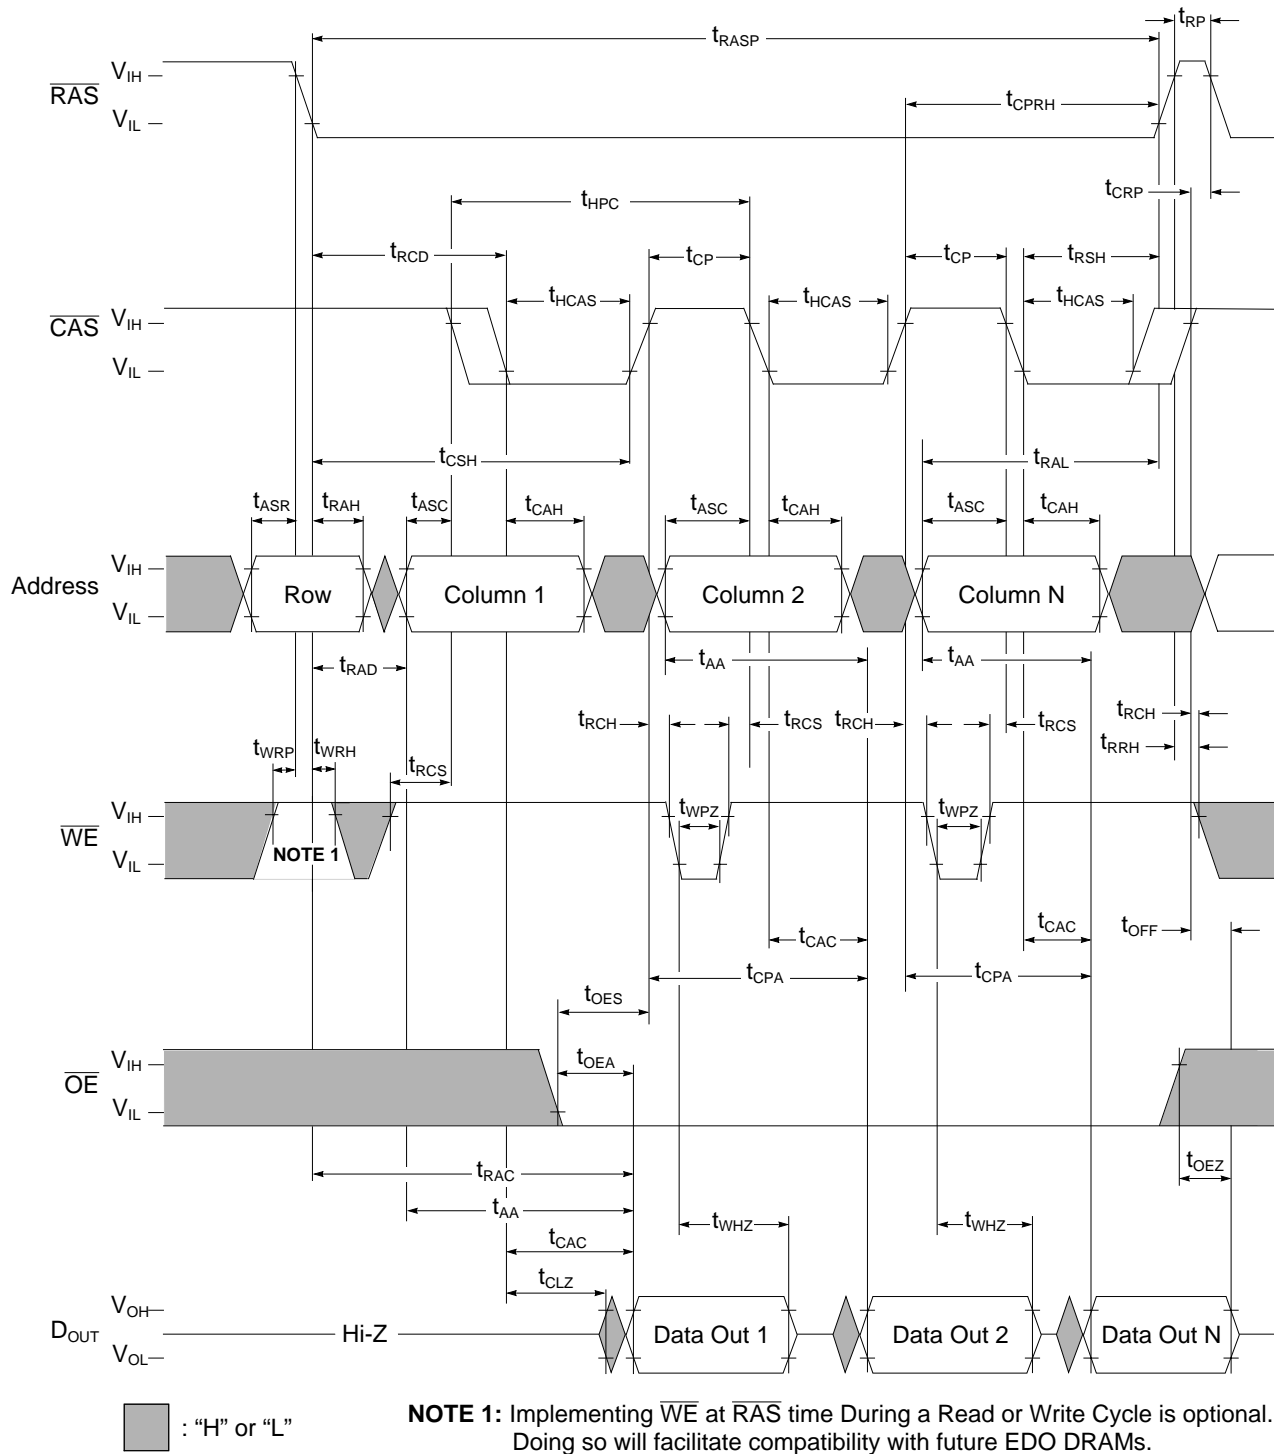 tRP
tRASP
VIH
RAS
tCPRH
VIL
tCRP
tHPC
tRCD
tCP
tCP
tRSH
tHCAS
tHCAS
tHCAS
VIH
CAS
VIL
tCSH
tRAL
tASR
tRAH
tASC
tCAH
tASC
tCAH
tASC
tCAH
VIH
Address
Row
Column 1
Column 2
Column N
VIL
tRAD
tAA
tAA
tRCH
tRCS
tRCH
tRCS
tRCH
tWRP
tWRH
tRCS
tRRH
VIH
WE
tWPZ
tWPZ
NOTE 1
VIL
tCAC
tCAC
tOFF
tCPA
tCPA
tOES
VIH
OE
tOEA
VIL
tRAC
tOEZ
tAA
tWHZ
tWHZ
tCAC
tCLZ
VOH
DOUT
Hi-Z
Data Out 1
Data Out 2
Data Out N
VOL
: “H” or “L”
NOTE 1: Implementing WE at RAS time During a Read or Write Cycle is optional.
Doing so will facilitate compatibility with future EDO DRAMs.